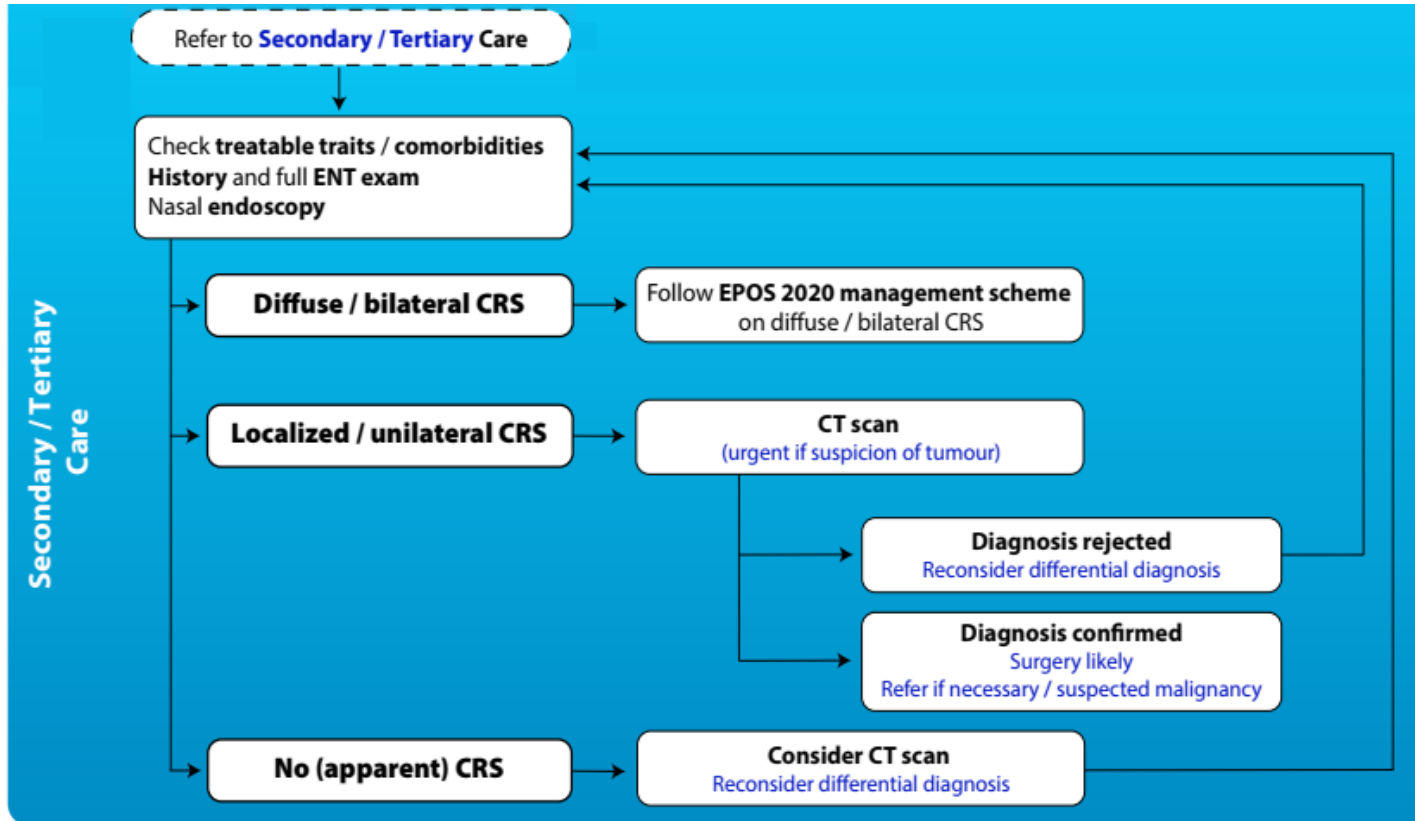 Refer to Secondary / Tertiary Care
Check treatable traits / comorbidities
History and full ENT exam
Nasal endoscopy
Diffuse / bilateral CRS
Follow EPOS 2020 management scheme
on diffuse / bilateral CRS
Secondary / Tertiary
Care
Localized / unilateral CRS
CT scan
(urgent if suspicion of tumour)
Diagnosis rejected
Reconsider differential diagnosis
Diagnosis confirmed
Surgery likely
Refer if necessary / suspected malignancy
No (apparent) CRS
Consider CT scan
Reconsider differential diagnosis